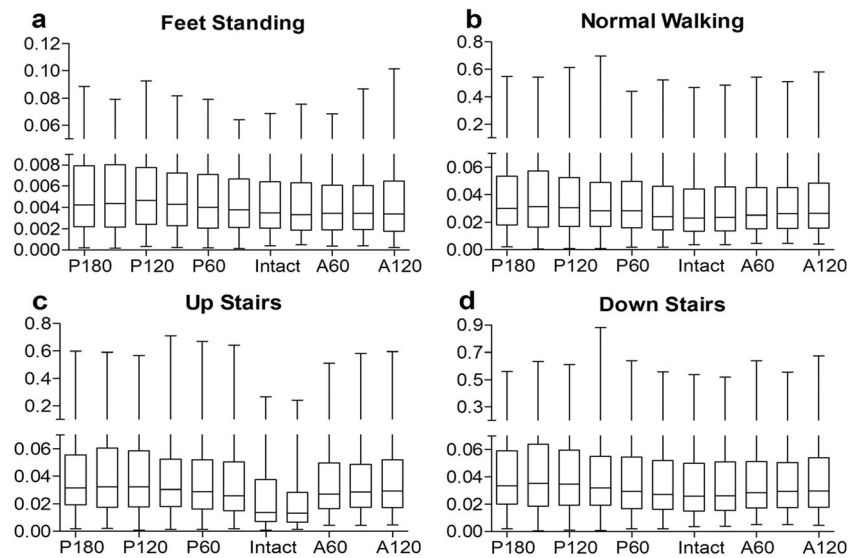 a
Feet Standing
0.12
0.10
0.08
0.06
0.008
0.006
0.004
0.002
0.000
P180 P120 P60 Intact A60 A120
b
Normal Walking
0.8
0.6
0.4
0.2
0.06
0.04
0.02
0.00
P180 P120 P60 Intact A60 A120
c
Up Stairs
0.8
0.6
0.4
0.2
0.06
0.04
0.02
0.00
P180 P120 P60 Intact A60 A120
d
Down Stairs
0.9
0.7
0.5
0.3
0.06
0.04
0.02
0.00
P180 P120 P60 Intact A60 A120